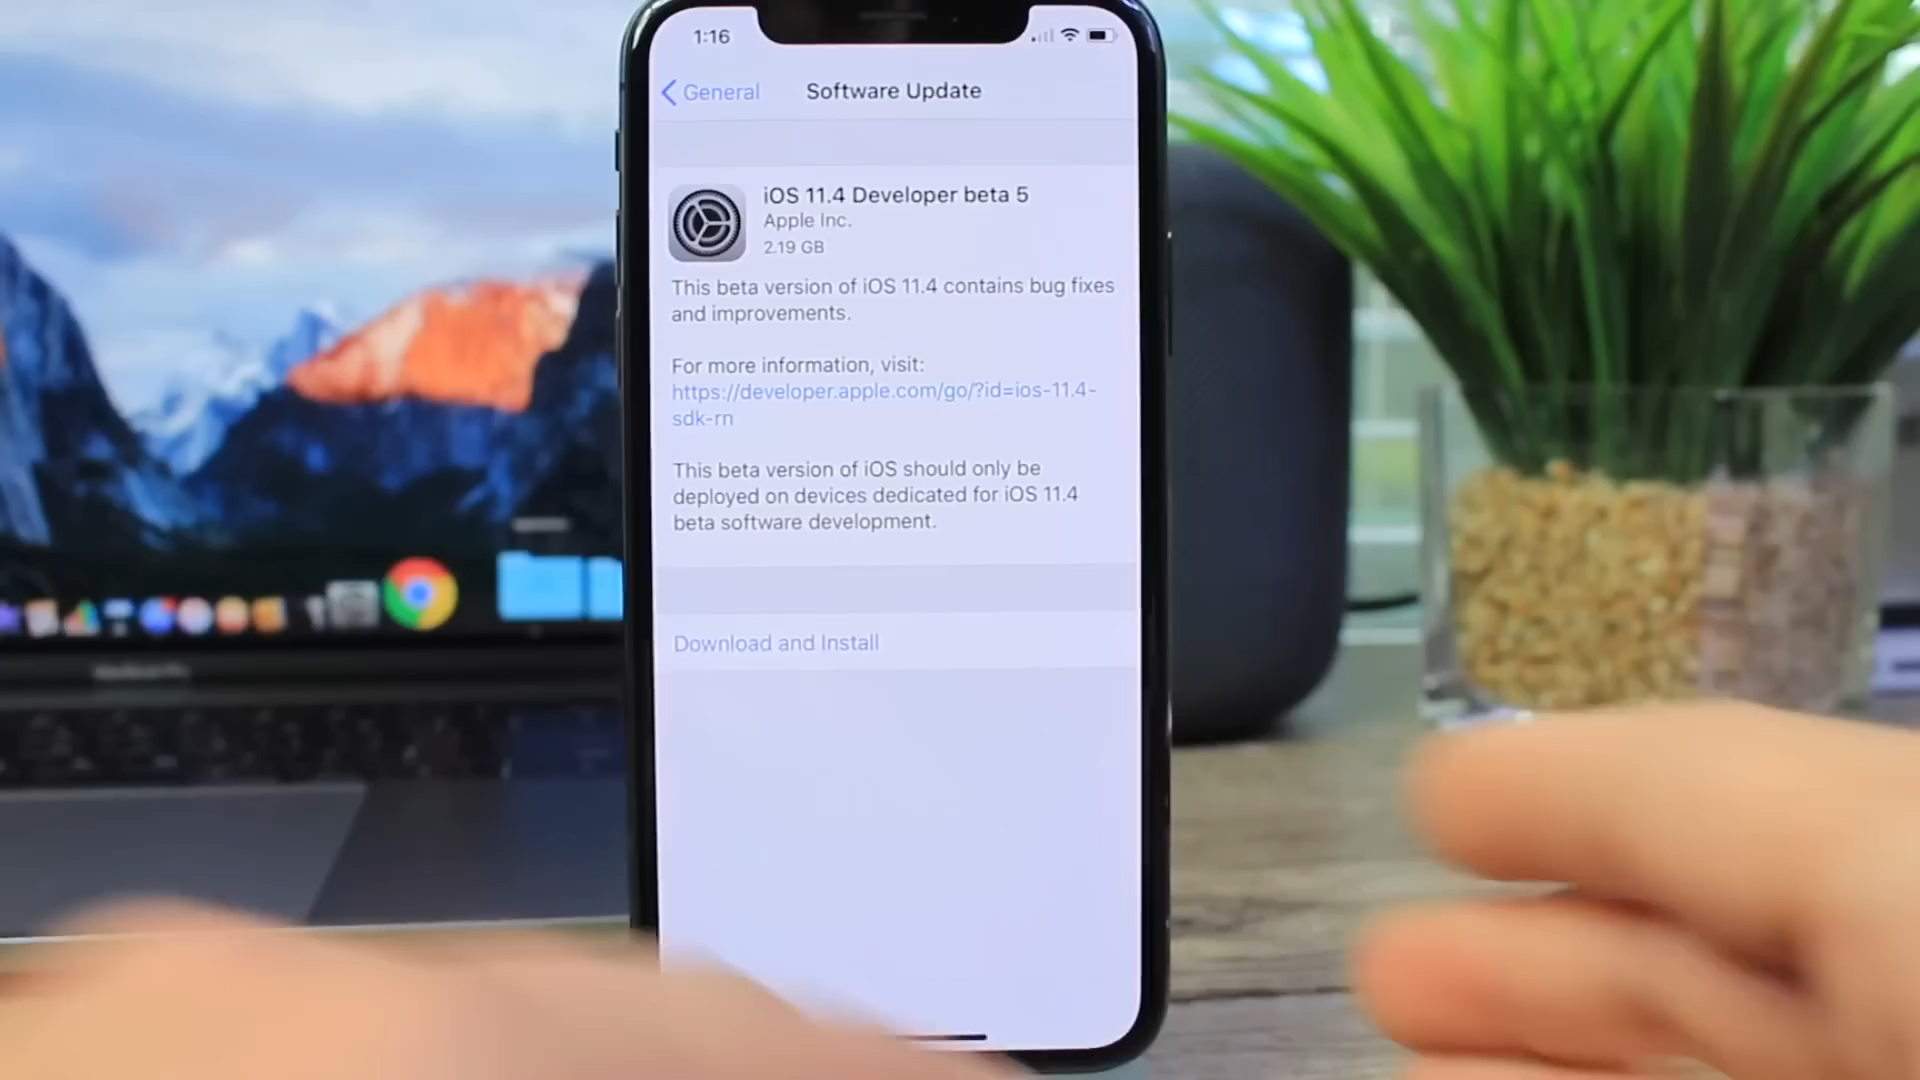 1:16
General
Software Update
iOS 11.4 Developer beta 5
Apple Inc.
2.19 GB
This beta version of iOS 11.4 contains bug fixes
and improvements.
For more information, visit:
https://developer.apple.com/go/?id=ios-11.4-
sdk-rn
This beta version of iOS should only be
deployed on devices dedicated for iOS 11.4
beta software development.
Download and Install